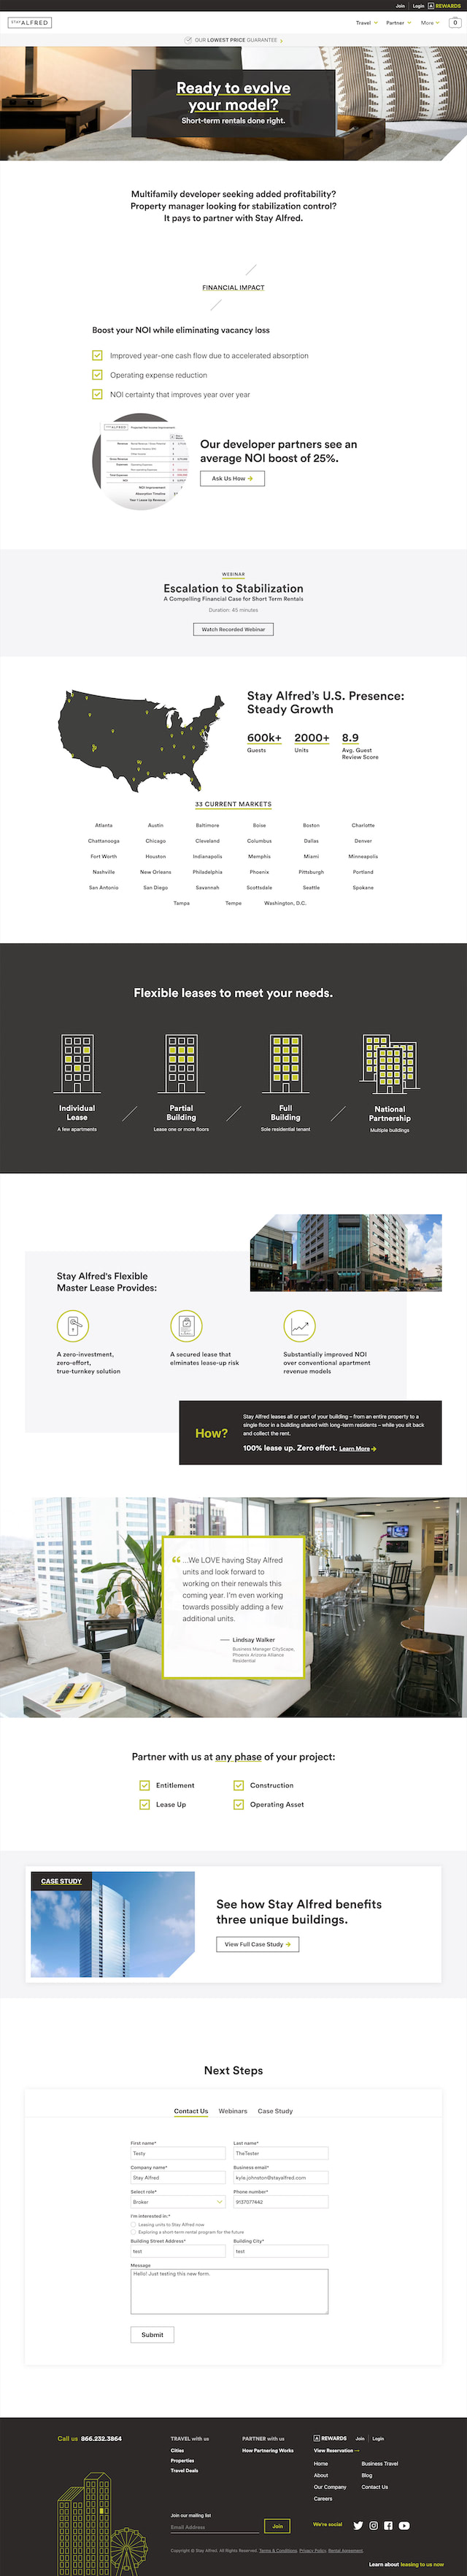 Join Login A REWARDS
stay ALFRED Travel Partner More 0
OUR LOWEST PRICE GUARANTEE
Ready to evolve
your model?
Short-term rentals done right.
Multifamily developer seeking added profitability?
Property manager looking for stabilization control?
It pays to partner with Stay Alfred.
FINANCIAL IMPACT
Boost your NOI while eliminating vacancy loss
Improved year-one cash flow due to accelerated absorption
Operating expense reduction
NOI certainty that improves year over year
Our developer partners see an
average NOI boost of 25%.
Ask Us How
WEBINAR
Escalation to Stabilization
A Compelling Financial Case for Short Term Rentals
Duration: 45 minutes
Watch Recorded Webinar
Stay Alfred's U.S. Presence:
Steady Growth
600k+ 2000+ 8.9
Guests Units Avg. Guest
Review Score
33 CURRENT MARKETS
Atlanta Austin Baltimore Boise Boston Charlotte
Chattanooga Chicago Cleveland Columbus Dallas Denver
Fort Worth Houston Indianapolis Memphis Miami Minneapolis
Nashville New Orleans Philadelphia Phoenix Pittsburgh Portland
San Antonio San Diego Savannah Scottsdale Seattle Spokane
Tampa Tempe Washington, D.C.
Flexible leases to meet your needs.
Individual
Lease
A few apartments
Partial
Building
Lease one or more floors
Full
Building
Sole residential tenant
National
Partnership
Multiple buildings
Stay Alfred's Flexible
Master Lease Provides:
A zero-investment,
zero-effort,
true-turnkey solution
A secured lease that
elminates lease-up risk
Substantially improved NOI
over conventional apartment
revenue models
How?
Stay Alfred leases all or part of your building – from an entire property to a
single floor in a building shared with long-term residents – while you sit back
and collect the rent.
100% lease up. Zero effort. Learn More
“ ...We LOVE having Stay Alfred
units and look forward to
working on their renewals this
coming year. I'm even working
towards possibly adding a few
additional units.
— Lindsay Walker
Business Manager CityScape,
Phoenix Arizona Alliance
Residential
Partner with us at any phase of your project:
Entitlement Construction
Lease Up Operating Asset
CASE STUDY
See how Stay Alfred benefits
three unique buildings.
View Full Case Study
Next Steps
Contact Us Webinars Case Study
First name* Last name*
Testy TheTester
Company name* Business email*
Stay Alfred kyle.johnston@stayalfred.com
Select role* Phone number*
Broker 9137077442
I'm interested in:*
Leasing units to Stay Alfred now
Exploring a short-term rental program for the future
Building Street Address* Building City*
test test
Message
Hello! Just testing this new form.
Submit
Call us 866.232.3864
TRAVEL with us
Cities
Properties
Travel Deals
PARTNER with us
How Partnering Works
A REWARDS Join Login
View Reservation
Home Business Travel
About Blog
Our Company Contact Us
Careers
Join our mailing list
Email Address Join
We're social
Copyright © Stay Alfred. All Rights Reserved. Terms & Conditions. Privacy Policy. Rental Agreement.
Learn about leasing to us now